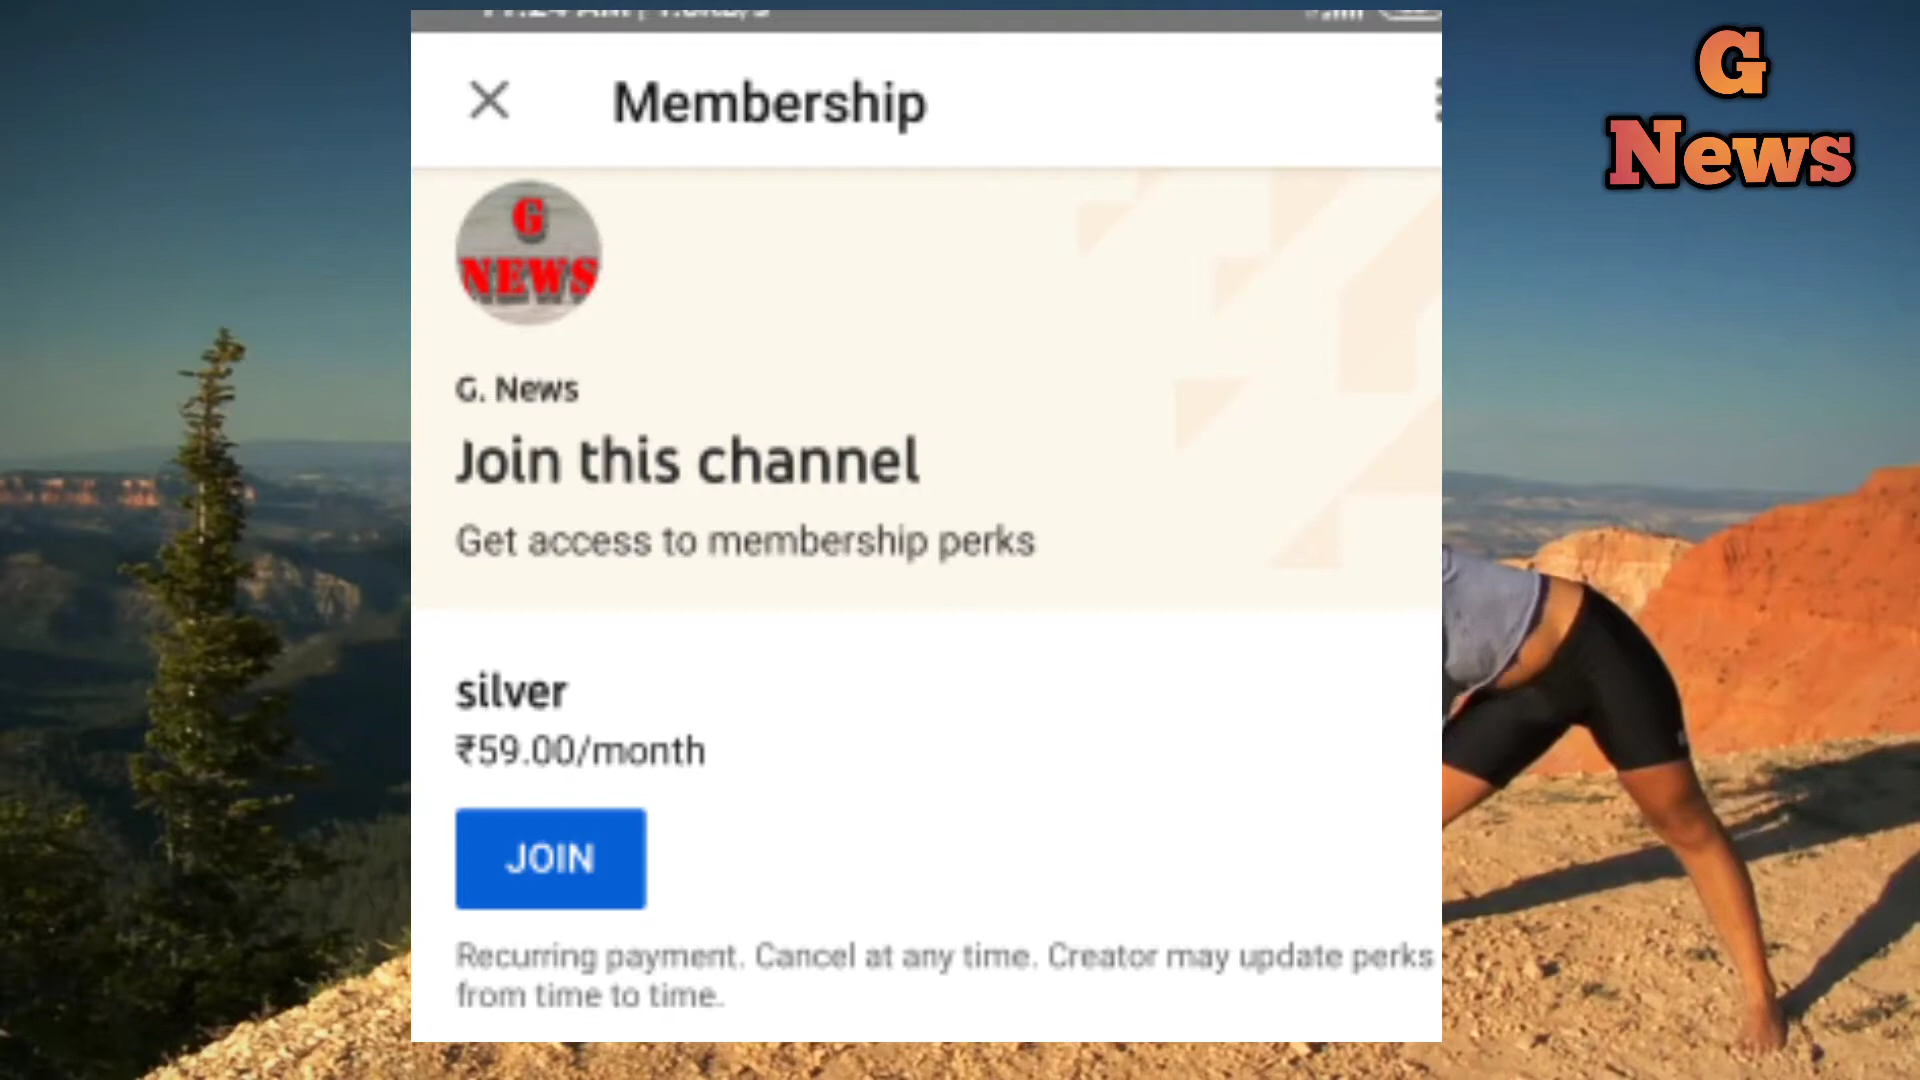 Membership
G
News
G
NEWS
G. News
Join this channel
Get access to membership perks
silver
₹59.00/month
JOIN
Recurring payment. Cancel at any time. Creator may update perks
from time to time.